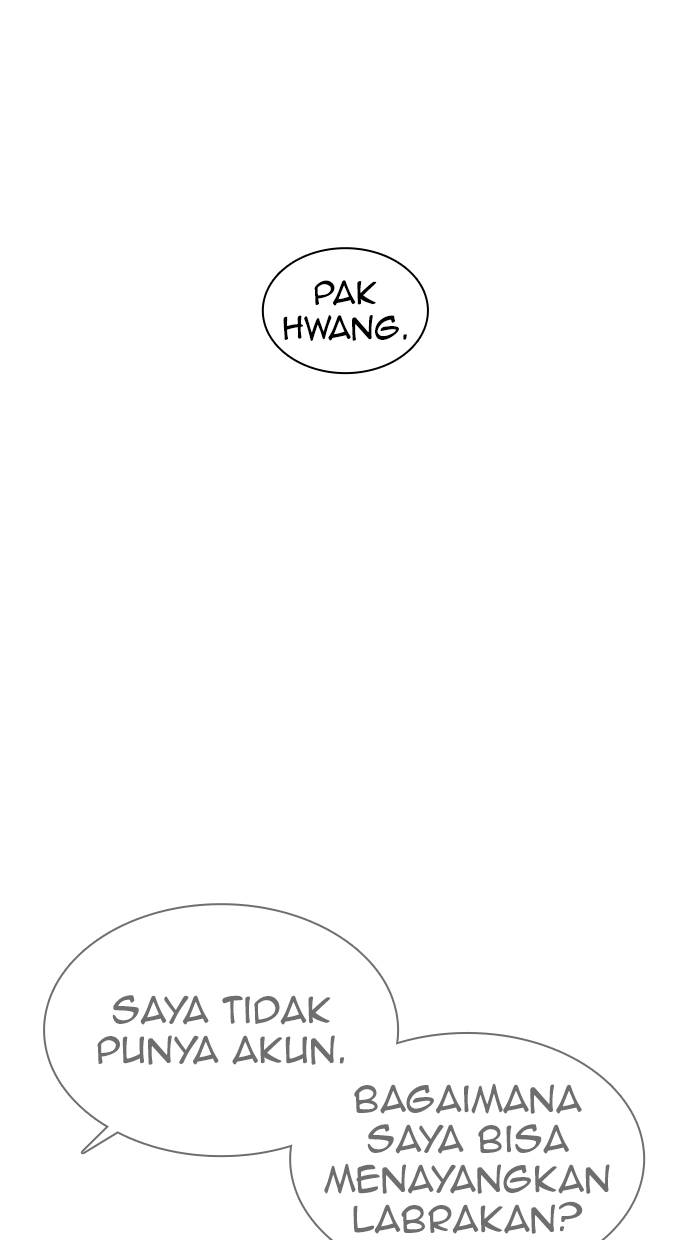 PAK
HWANG.
SAYA TIDAK
PUNYA AKUN.
BAGAIMANA
SAYA BISA
MENAYANGKAN
LABRAKAN?